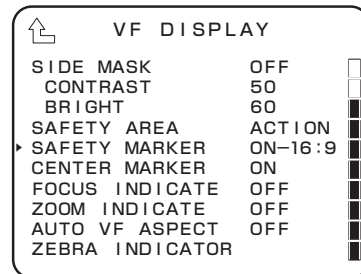 VF DISPLAY
SIDE MASK OFF
CONTRAST 50
BRIGHT 60
SAFETY AREA ACTION
SAFETY MARKER ON-16:9
CENTER MARKER ON
FOCUS INDICATE OFF
ZOOM INDICATE OFF
AUTO VF ASPECT OFF
ZEBRA INDICATOR